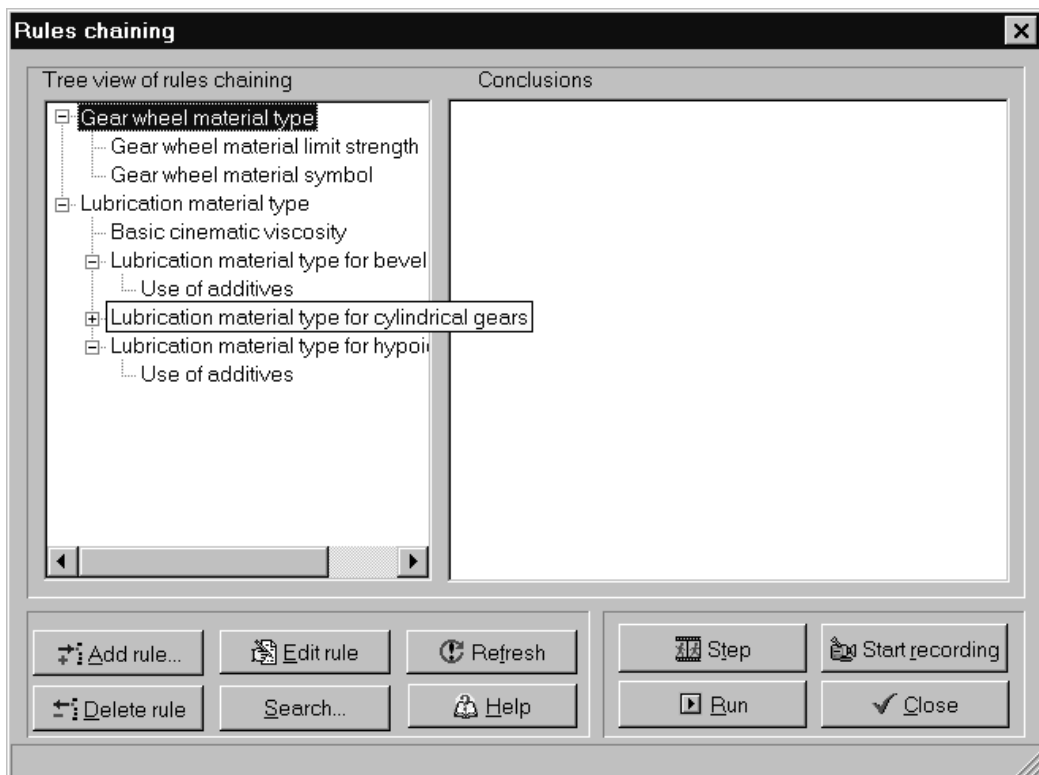 Rules chaining
Tree view of rules chaining
Conclusions
Gear wheel material type
Gear wheel material limit strength
Gear wheel material symbol
Lubrication material type
Basic cinematic viscosity
Lubrication material type for bevel
Use of additives
Lubrication material type for cylindrical gears
Lubrication material type for hypoi
Use of additives
Add rule...
Edit rule
Refresh
Step
Start recording
Delete rule
Search...
Help
Run
Close